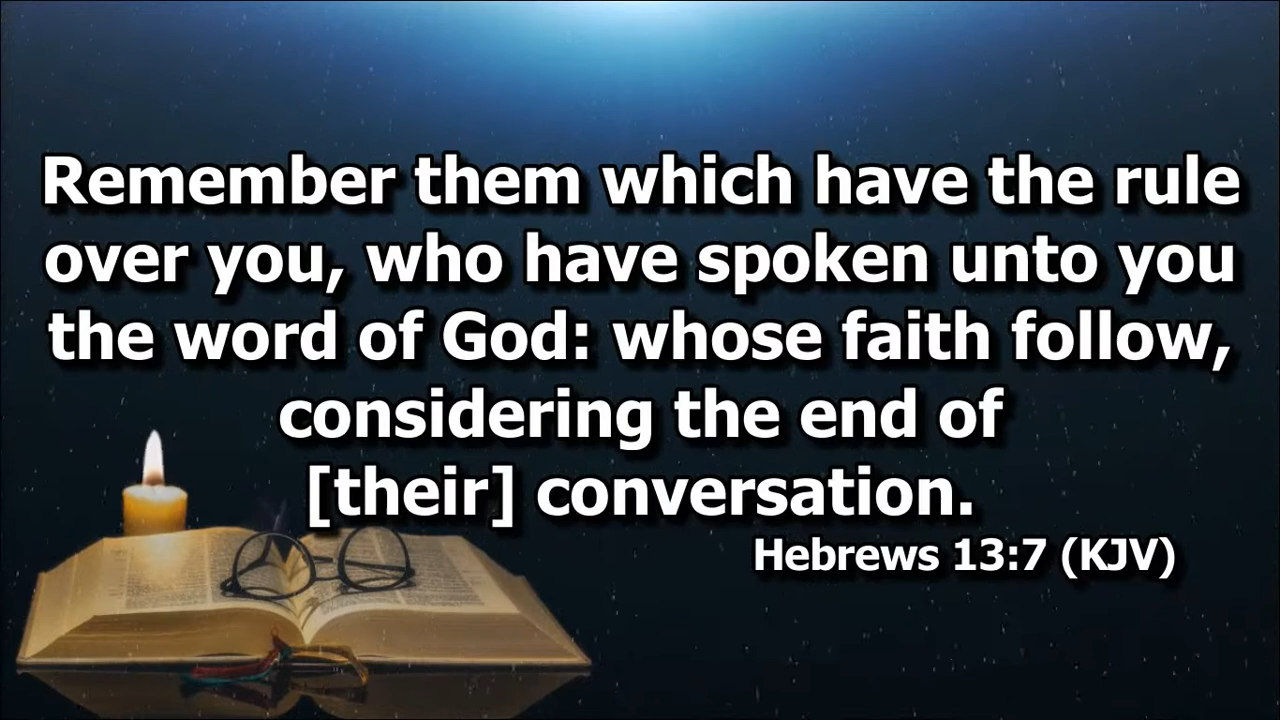 Remember them which have the rule
over you, who have spoken unto you
the word of God: whose faith follow,
considering the end of
[their] conversation.
Hebrews 13:7 (KJV)